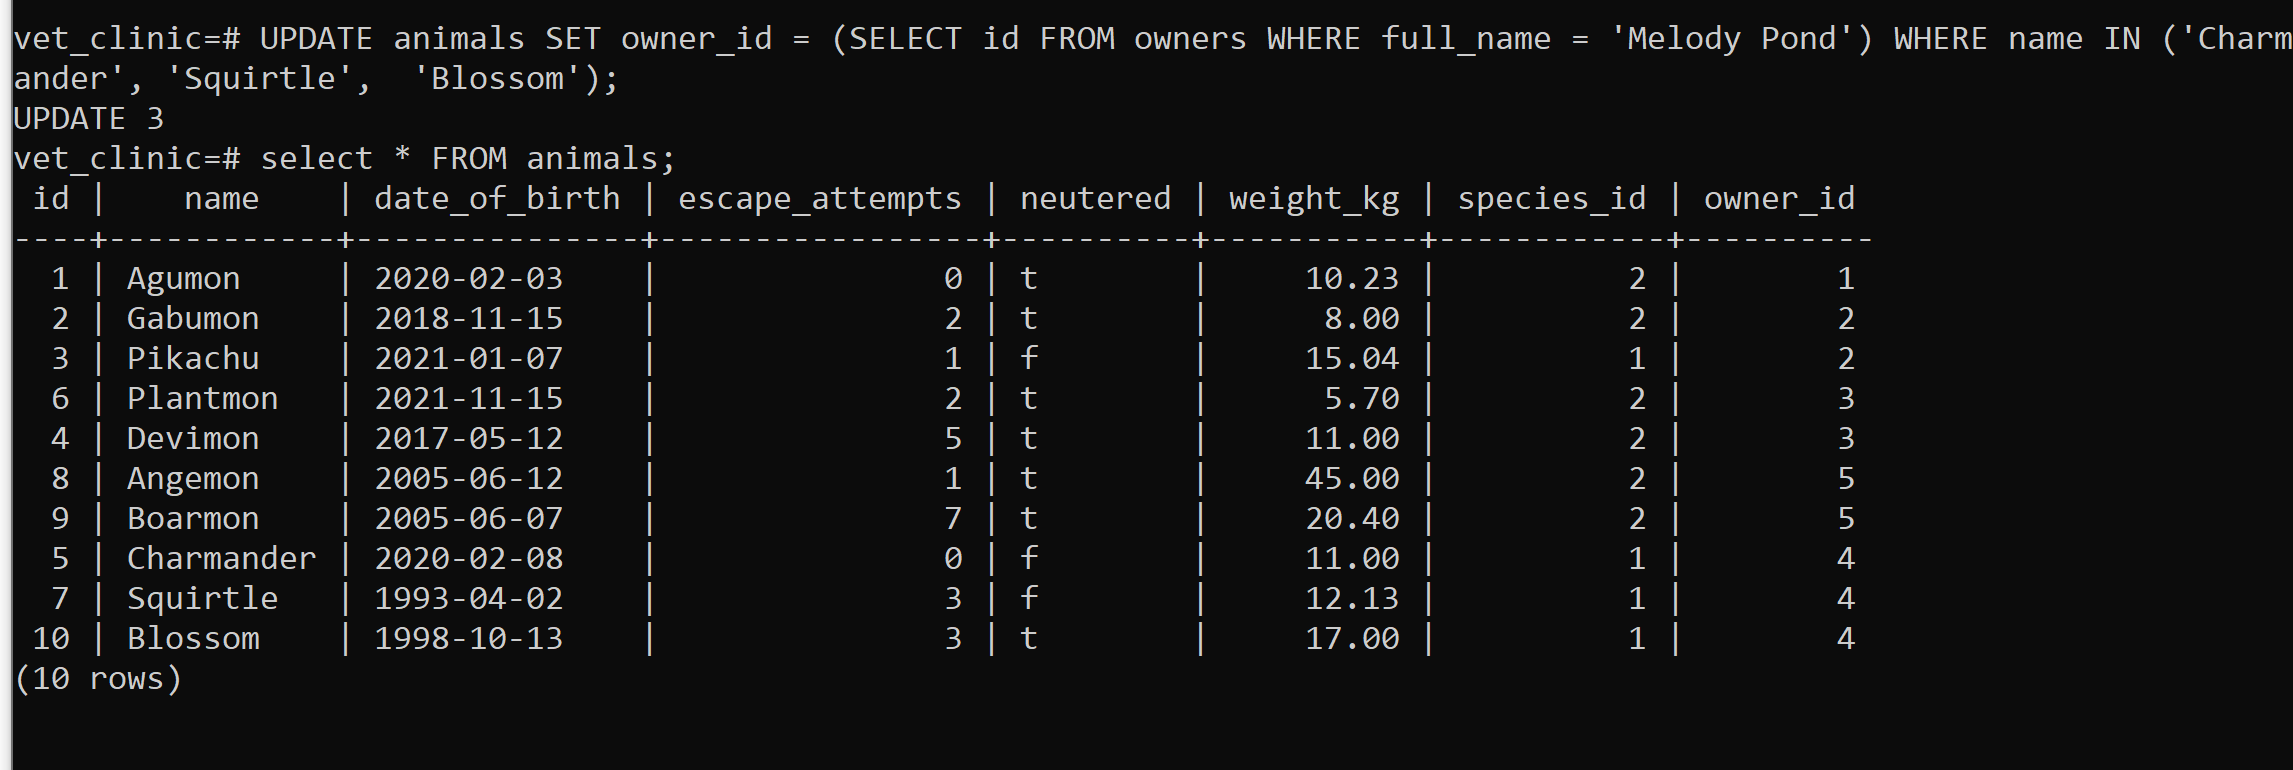 vet_clinic=# UPDATE animals SET owner_id = (SELECT id FROM owners WHERE full_name = 'Melody Pond') WHERE name IN ('Charm
ander', 'Squirtle',  'Blossom');
UPDATE 3
vet_clinic=# select * FROM animals;
 id |    name    | date_of_birth | escape_attempts | neutered | weight_kg | species_id | owner_id
----+------------+---------------+-----------------+----------+-----------+------------+----------
  1 | Agumon     | 2020-02-03    |               0 | t        |     10.23 |          2 |        1
  2 | Gabumon    | 2018-11-15    |               2 | t        |      8.00 |          2 |        2
  3 | Pikachu    | 2021-01-07    |               1 | f        |     15.04 |          1 |        2
  6 | Plantmon   | 2021-11-15    |               2 | t        |      5.70 |          2 |        3
  4 | Devimon    | 2017-05-12    |               5 | t        |     11.00 |          2 |        3
  8 | Angemon    | 2005-06-12    |               1 | t        |     45.00 |          2 |        5
  9 | Boarmon    | 2005-06-07    |               7 | t        |     20.40 |          2 |        5
  5 | Charmander | 2020-02-08    |               0 | f        |     11.00 |          1 |        4
  7 | Squirtle   | 1993-04-02    |               3 | f        |     12.13 |          1 |        4
 10 | Blossom    | 1998-10-13    |               3 | t        |     17.00 |          1 |        4
(10 rows)